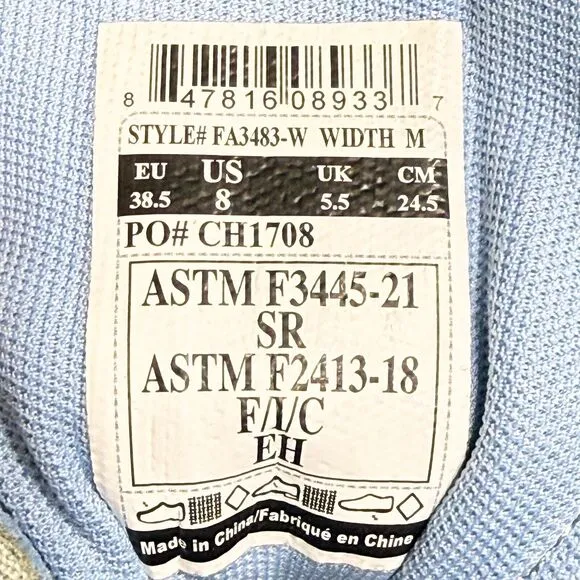 8 47816 08933 7
STYLE# FA3483-W WIDTH M
EU US UK CM
38.5 8 5.5 24.5
PO# CH1708
ASTM F3445-21
SR
ASTM F2413-18
F/I/C
EH
Made in China/Fabriqué en Chine